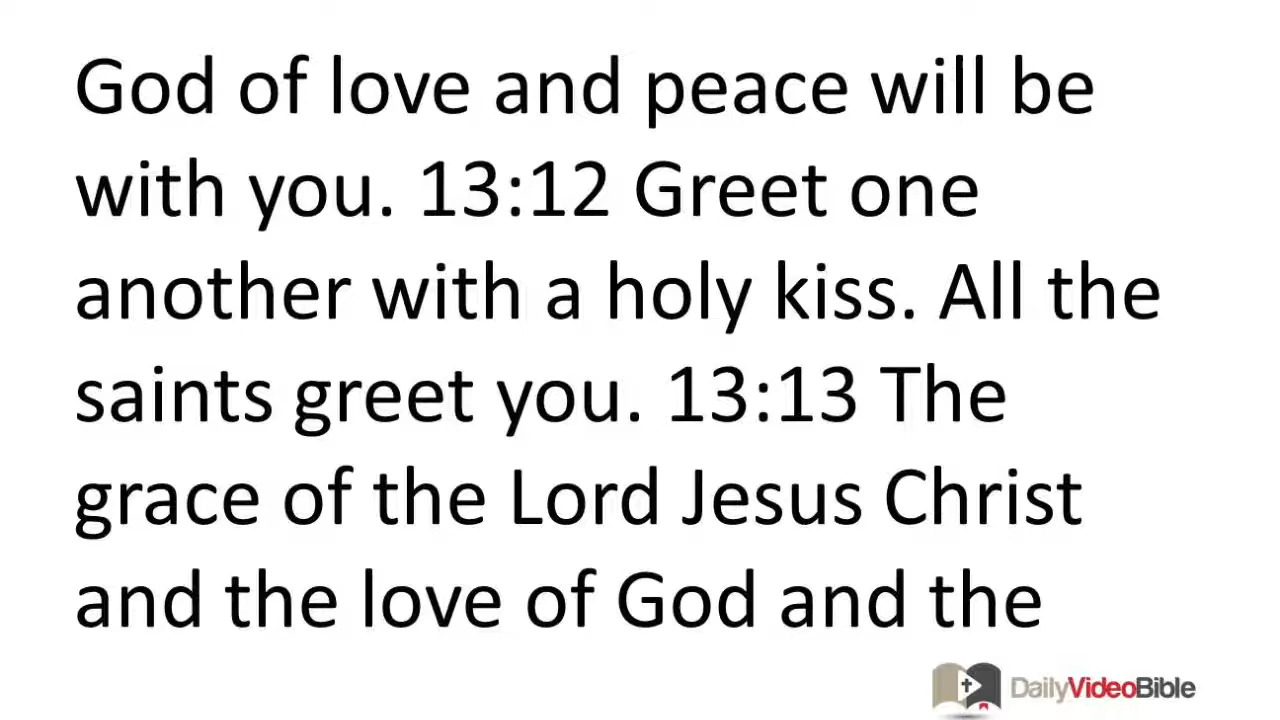 God of love and peace will be
with you. 13:12 Greet one
another with a holy kiss. All the
saints greet you. 13:13 The
grace of the Lord Jesus Christ
and the love of God and the
DailyVideoBible